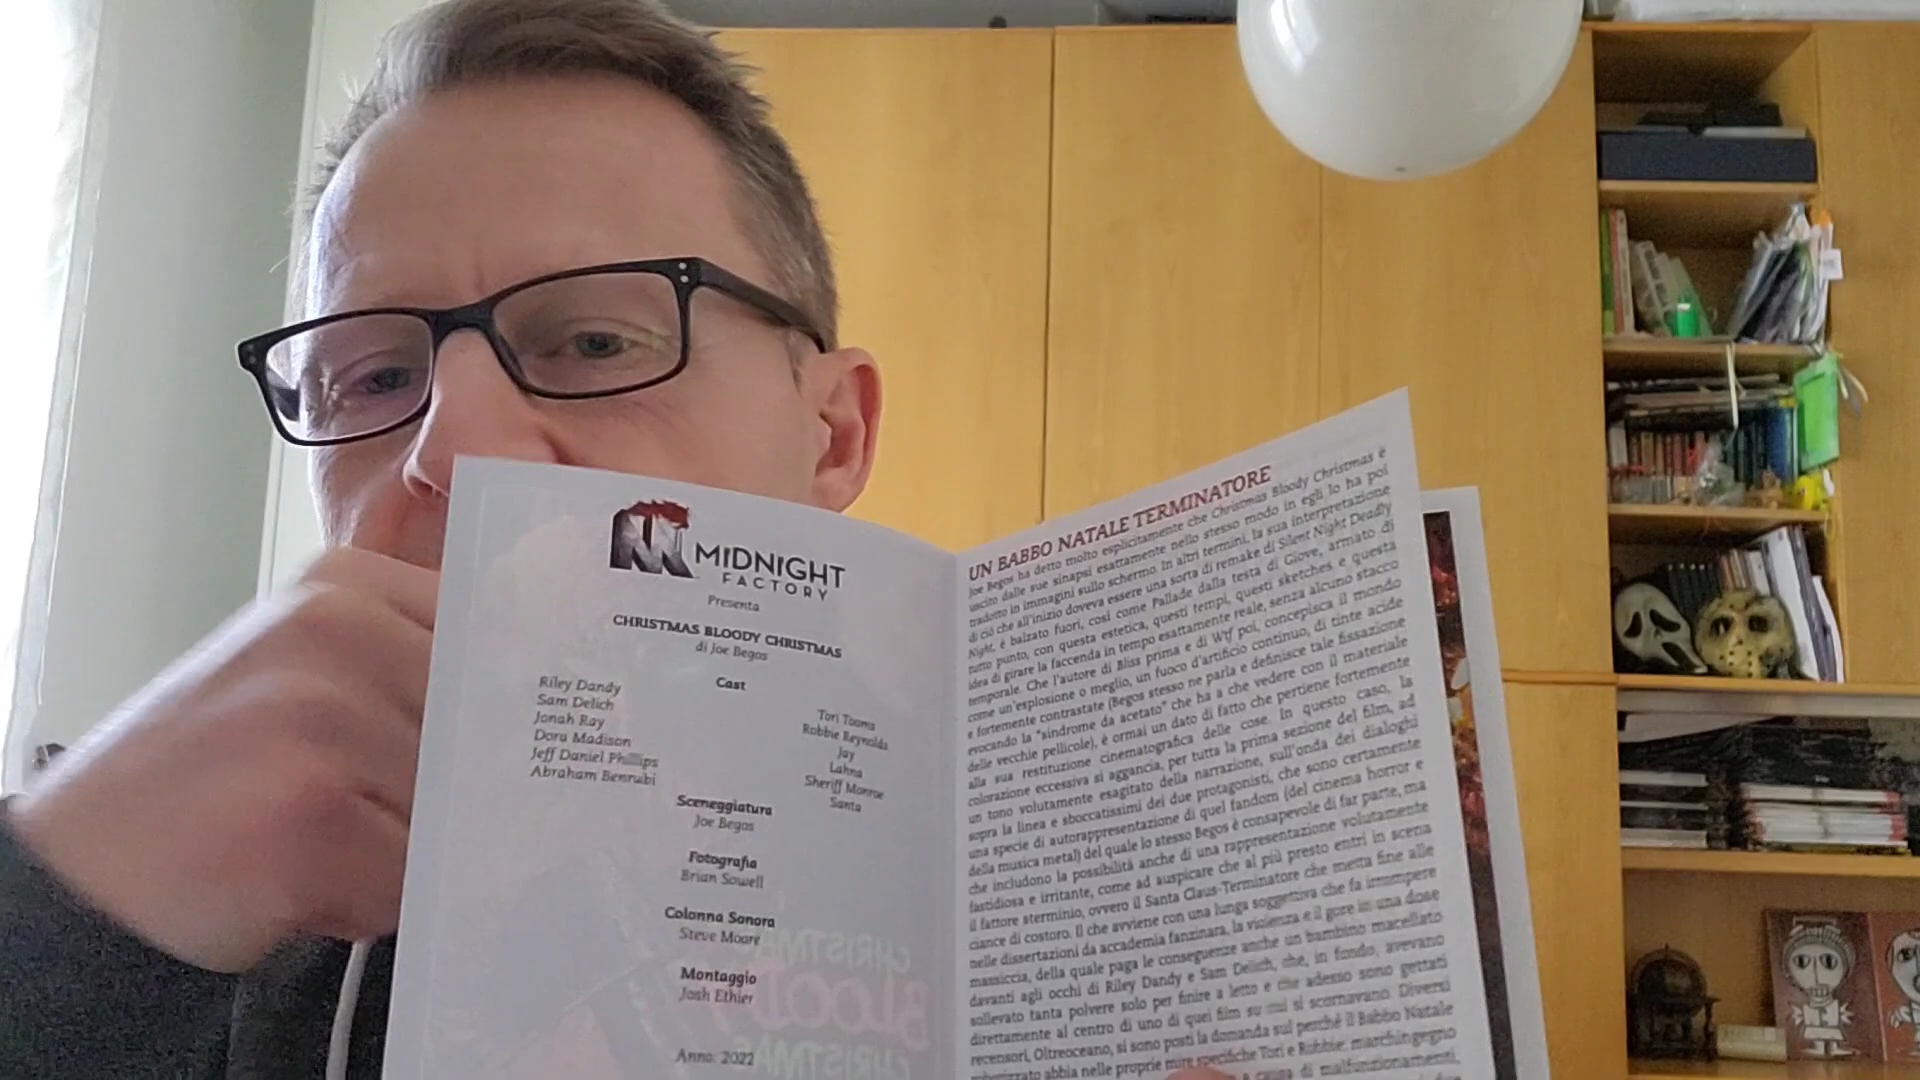 MIDNIGHT
FACTORY
Presenta
CHRISTMAS BLOODY CHRISTMAS
di Joe Begos
Cast
Riley Dandy
Sam Delich
Jonah Ray
Dora Madison
Jeff Daniel Phillips
Abraham Benrubi
Tori Tooms
Robbie Reynolds
Jay
Lahna
Sheriff Monroe
Santa
Sceneggiatura
Joe Begos
Fotografia
Brian Sowell
Colonna Sonora
Steve Moore
Montaggio
Josh Ethier
Anno: 2022
UN BABBO NATALE TERMINATORE
Joe Begos ha detto molto esplicitamente che Christmas Bloody Christmas è
uscito dalle sue sinapsi esattamente nello stesso modo in egli lo ha poi
tradotto in immagini sullo schermo. In altri termini, la sua interpretazione
di ciò che all'inizio doveva essere una sorta di remake di Silent Night Deadly
Night, è balzato fuori, così come Pallade dalla testa di Giove, armato di
tutto punto, con questa estetica, questi tempi, questi sketches e questa
idea di girare la faccenda in tempo esattamente reale, senza alcuno stacco
temporale. Che l'autore di Bliss prima e di Wtf poi, concepisca il mondo
come un'esplosione o meglio, un fuoco d'artificio continuo, di tinte acide
e fortemente contrastate (Begos stesso ne parla e definisce tale fissazione
evocando la "sindrome da acetato" che ha a che vedere con il materiale
delle vecchie pellicole), è ormai un dato di fatto che pertiene fortemente
alla sua restituzione cinematografica delle cose. In questo caso, la
colorazione eccessiva si aggancia, per tutta la prima sezione del film, ad
un tono volutamente esagitato della narrazione, sull'onda dei dialoghi
sopra la linea e sboccatissimi dei due protagonisti, che sono certamente
una specie di autorappresentazione di quel fandom (del cinema horror e
della musica metal) del quale lo stesso Begos è consapevole di far parte, ma
che includono la possibilità anche di una rappresentazione volutamente
fastidiosa e irritante, come ad auspicare che al più presto entri in scena
il fattore sterminio, ovvero il Santa Claus-Terminatore che metta fine alle
ciance di costoro. Il che avviene con una lunga soggettiva che fa irrompere
nelle dissertazioni da accademia fanzinara, la violenza e il gore in una dose
massiccia, della quale paga le conseguenze anche un bambino macellato
davanti agli occhi di Riley Dandy e Sam Delich, che, in fondo, avevano
sollevato tanta polvere solo per finire a letto e che adesso sono gettati
direttamente al centro di uno di quei film su cui si scornavano. Diversi
recensori, Oltreoceano, si sono posti la domanda sul perché il Babbo Natale
robotizzato abbia nelle proprie mire specifiche Tori e Robbie: marchingegno
a causa di malfunzionamenti,
CHRISTMAS
BLOODY
CHRISTMAS